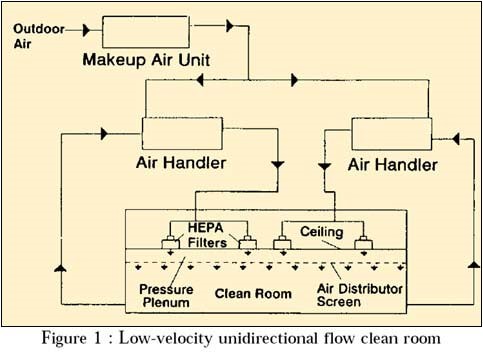 Outdoor
Air
Makeup Air Unit
Air Handler
Air Handler
HEPA
Filters
Ceiling
Pressure
Plenum
Clean Room
Air Distributor
Screen
Figure 1 : Low-velocity unidirectional flow clean room